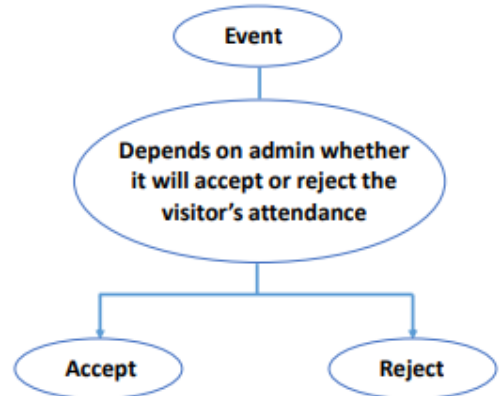 Event
Depends on admin whether
it will accept or reject the
visitor's attendance
Accept
Reject